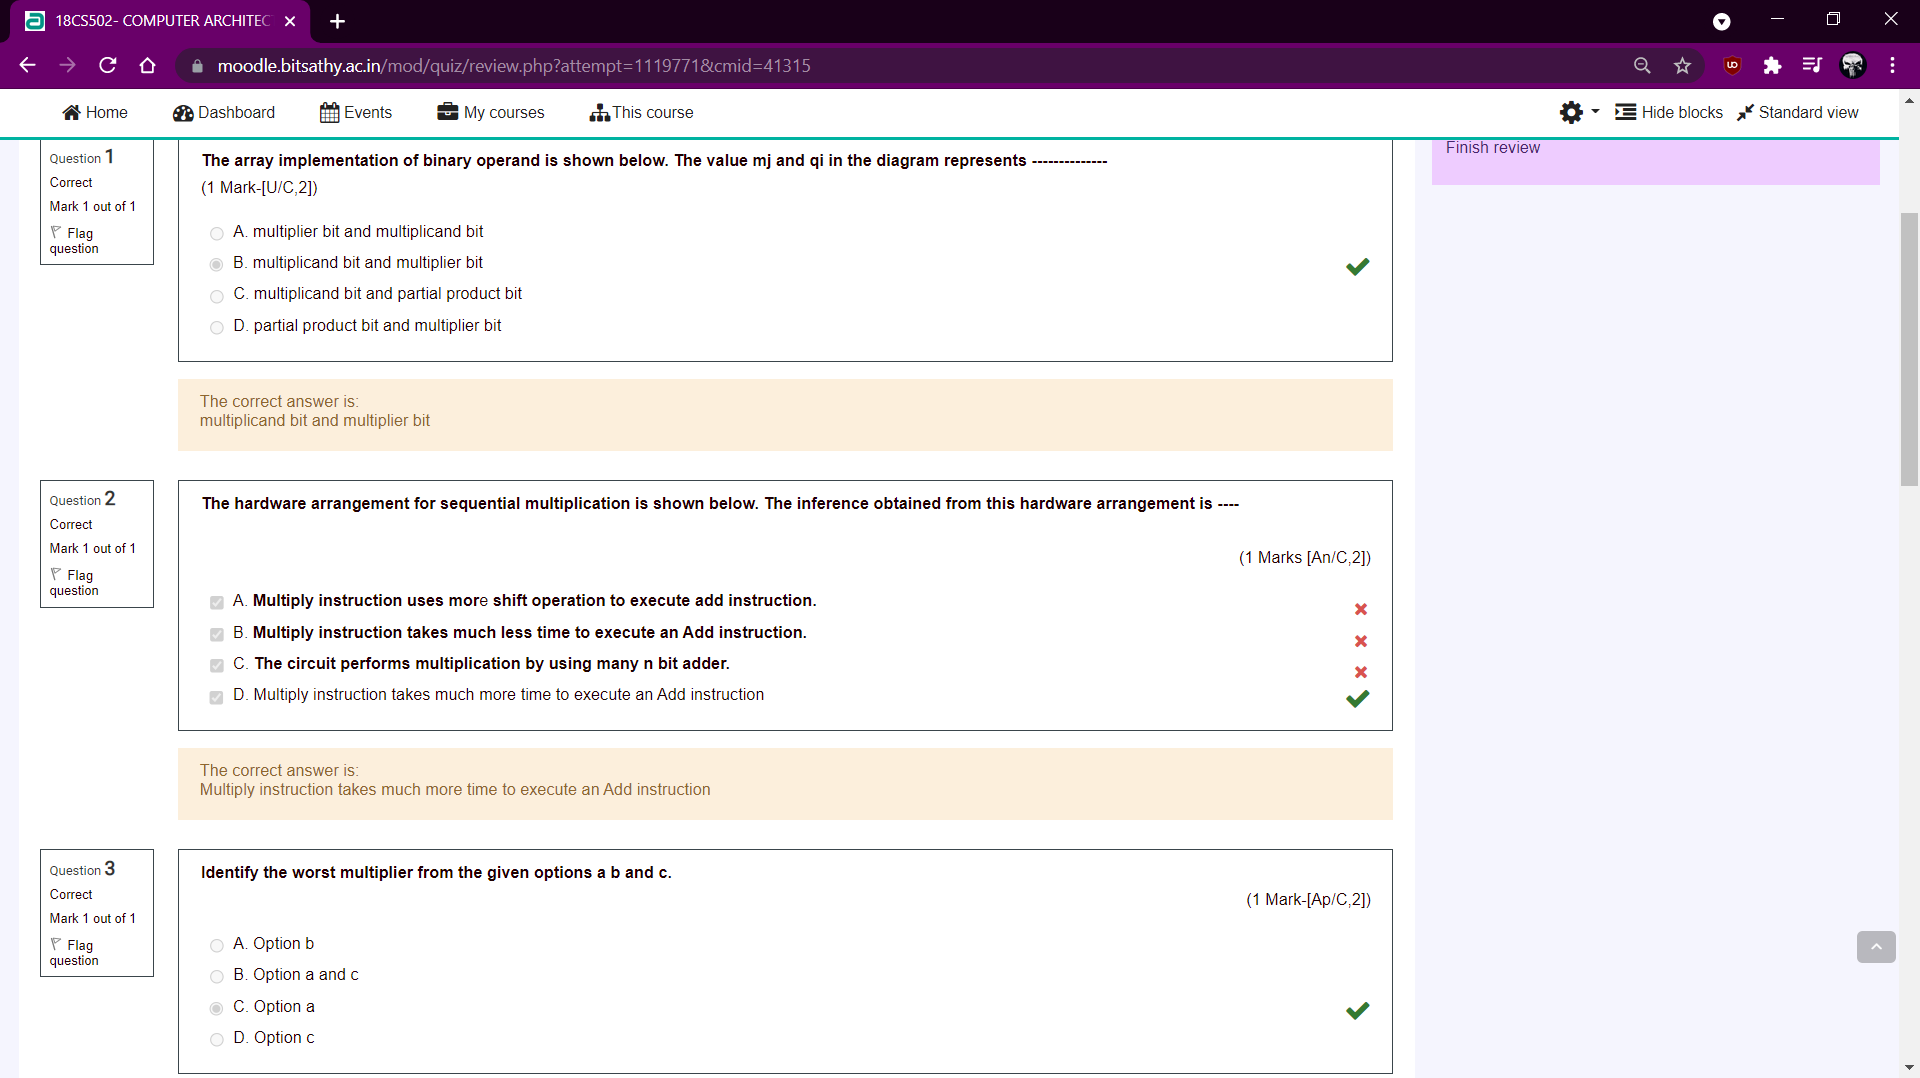 18CS502- COMPUTER ARCHITEC
moodle.bitsathy.ac.in/mod/quiz/review.php?attempt=1119771&cmid=41315
Home
Dashboard
Events
My courses
This course
Hide blocks
Standard view
Finish review
Question 1
Correct
Mark 1 out of 1
Flag
question
The array implementation of binary operand is shown below. The value mj and qi in the diagram represents --------------
(1 Mark-[U/C,2])
A. multiplier bit and multiplicand bit
B. multiplicand bit and multiplier bit
C. multiplicand bit and partial product bit
D. partial product bit and multiplier bit
The correct answer is:
multiplicand bit and multiplier bit
Question 2
Correct
Mark 1 out of 1
Flag
question
The hardware arrangement for sequential multiplication is shown below. The inference obtained from this hardware arrangement is ----
(1 Marks [An/C,2])
A. Multiply instruction uses more shift operation to execute add instruction.
B. Multiply instruction takes much less time to execute an Add instruction.
C. The circuit performs multiplication by using many n bit adder.
D. Multiply instruction takes much more time to execute an Add instruction
The correct answer is:
Multiply instruction takes much more time to execute an Add instruction
Question 3
Correct
Mark 1 out of 1
Flag
question
Identify the worst multiplier from the given options a b and c.
(1 Mark-[Ap/C,2])
A. Option b
B. Option a and c
C. Option a
D. Option c